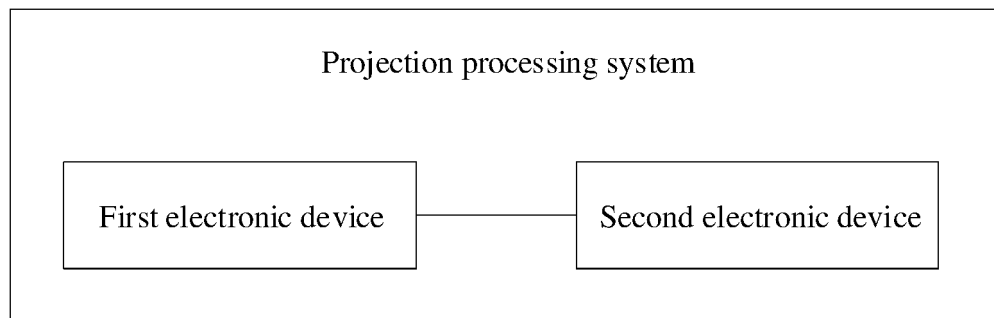 Projection processing system
First electronic device
Second electronic device